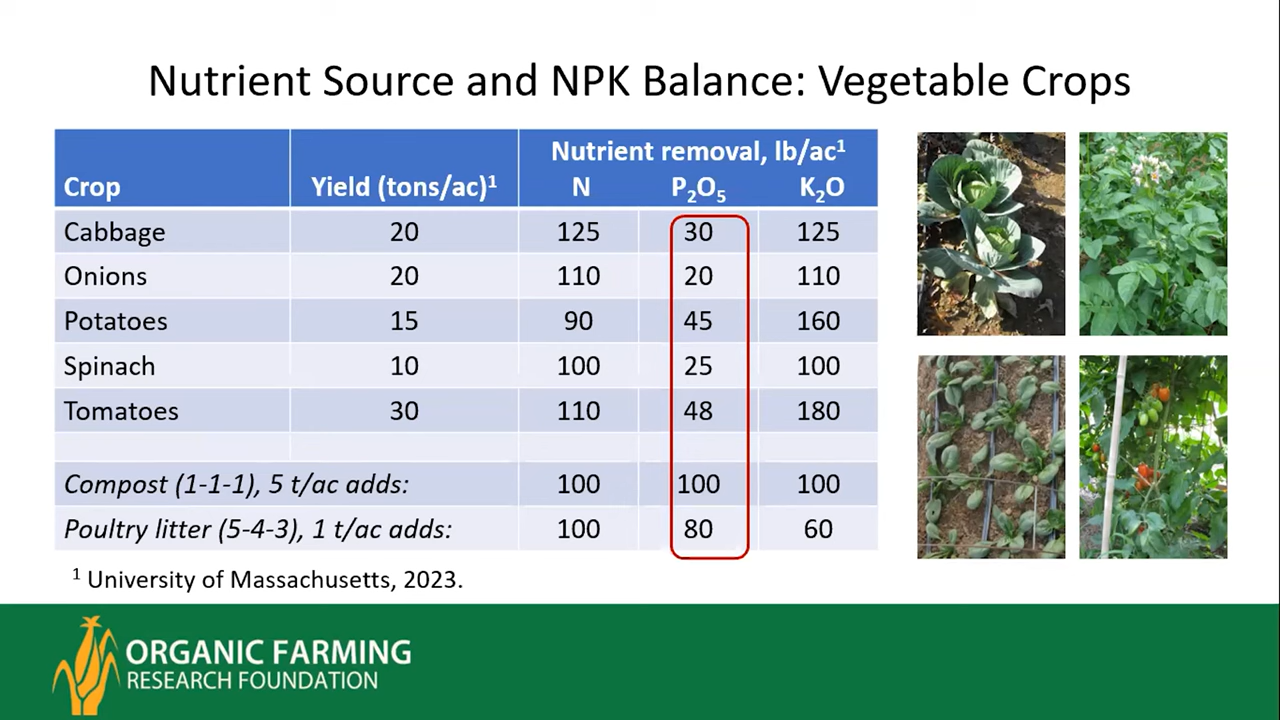 Nutrient Source and NPK Balance: Vegetable Crops
Nutrient removal, lb/ac¹
Crop Yield (tons/ac)¹ N P₂O₅ K₂O
Cabbage 20 125 30 125
Onions 20 110 20 110
Potatoes 15 90 45 160
Spinach 10 100 25 100
Tomatoes 30 110 48 180
Compost (1-1-1), 5 t/ac adds: 100 100 100
Poultry litter (5-4-3), 1 t/ac adds: 100 80 60
¹ University of Massachusetts, 2023.
ORGANIC FARMING
RESEARCH FOUNDATION